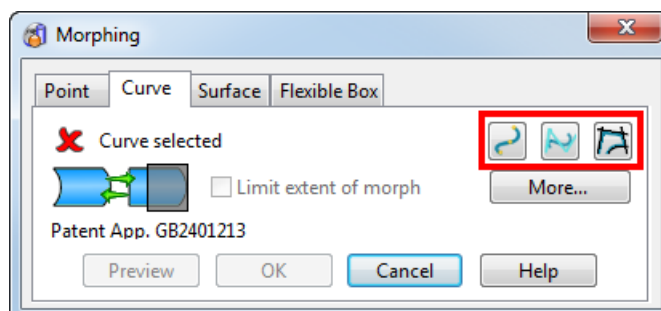 Morphing
x
Point Curve Surface Flexible Box
Curve selected
Limit extent of morph
More...
Patent App. GB2401213
Preview OK Cancel Help